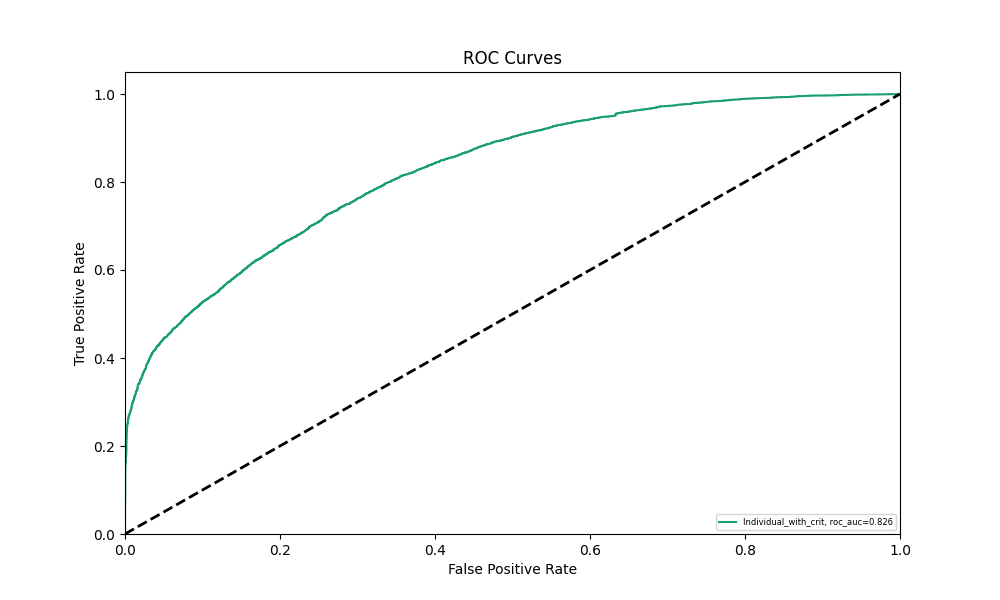 ROC Curves
True Positive Rate
1.0
0.8
0.6
0.4
0.2
0.0
0.0 0.2 0.4 0.6 0.8 1.0
False Positive Rate
Individual_with_crit, roc_auc=0.826